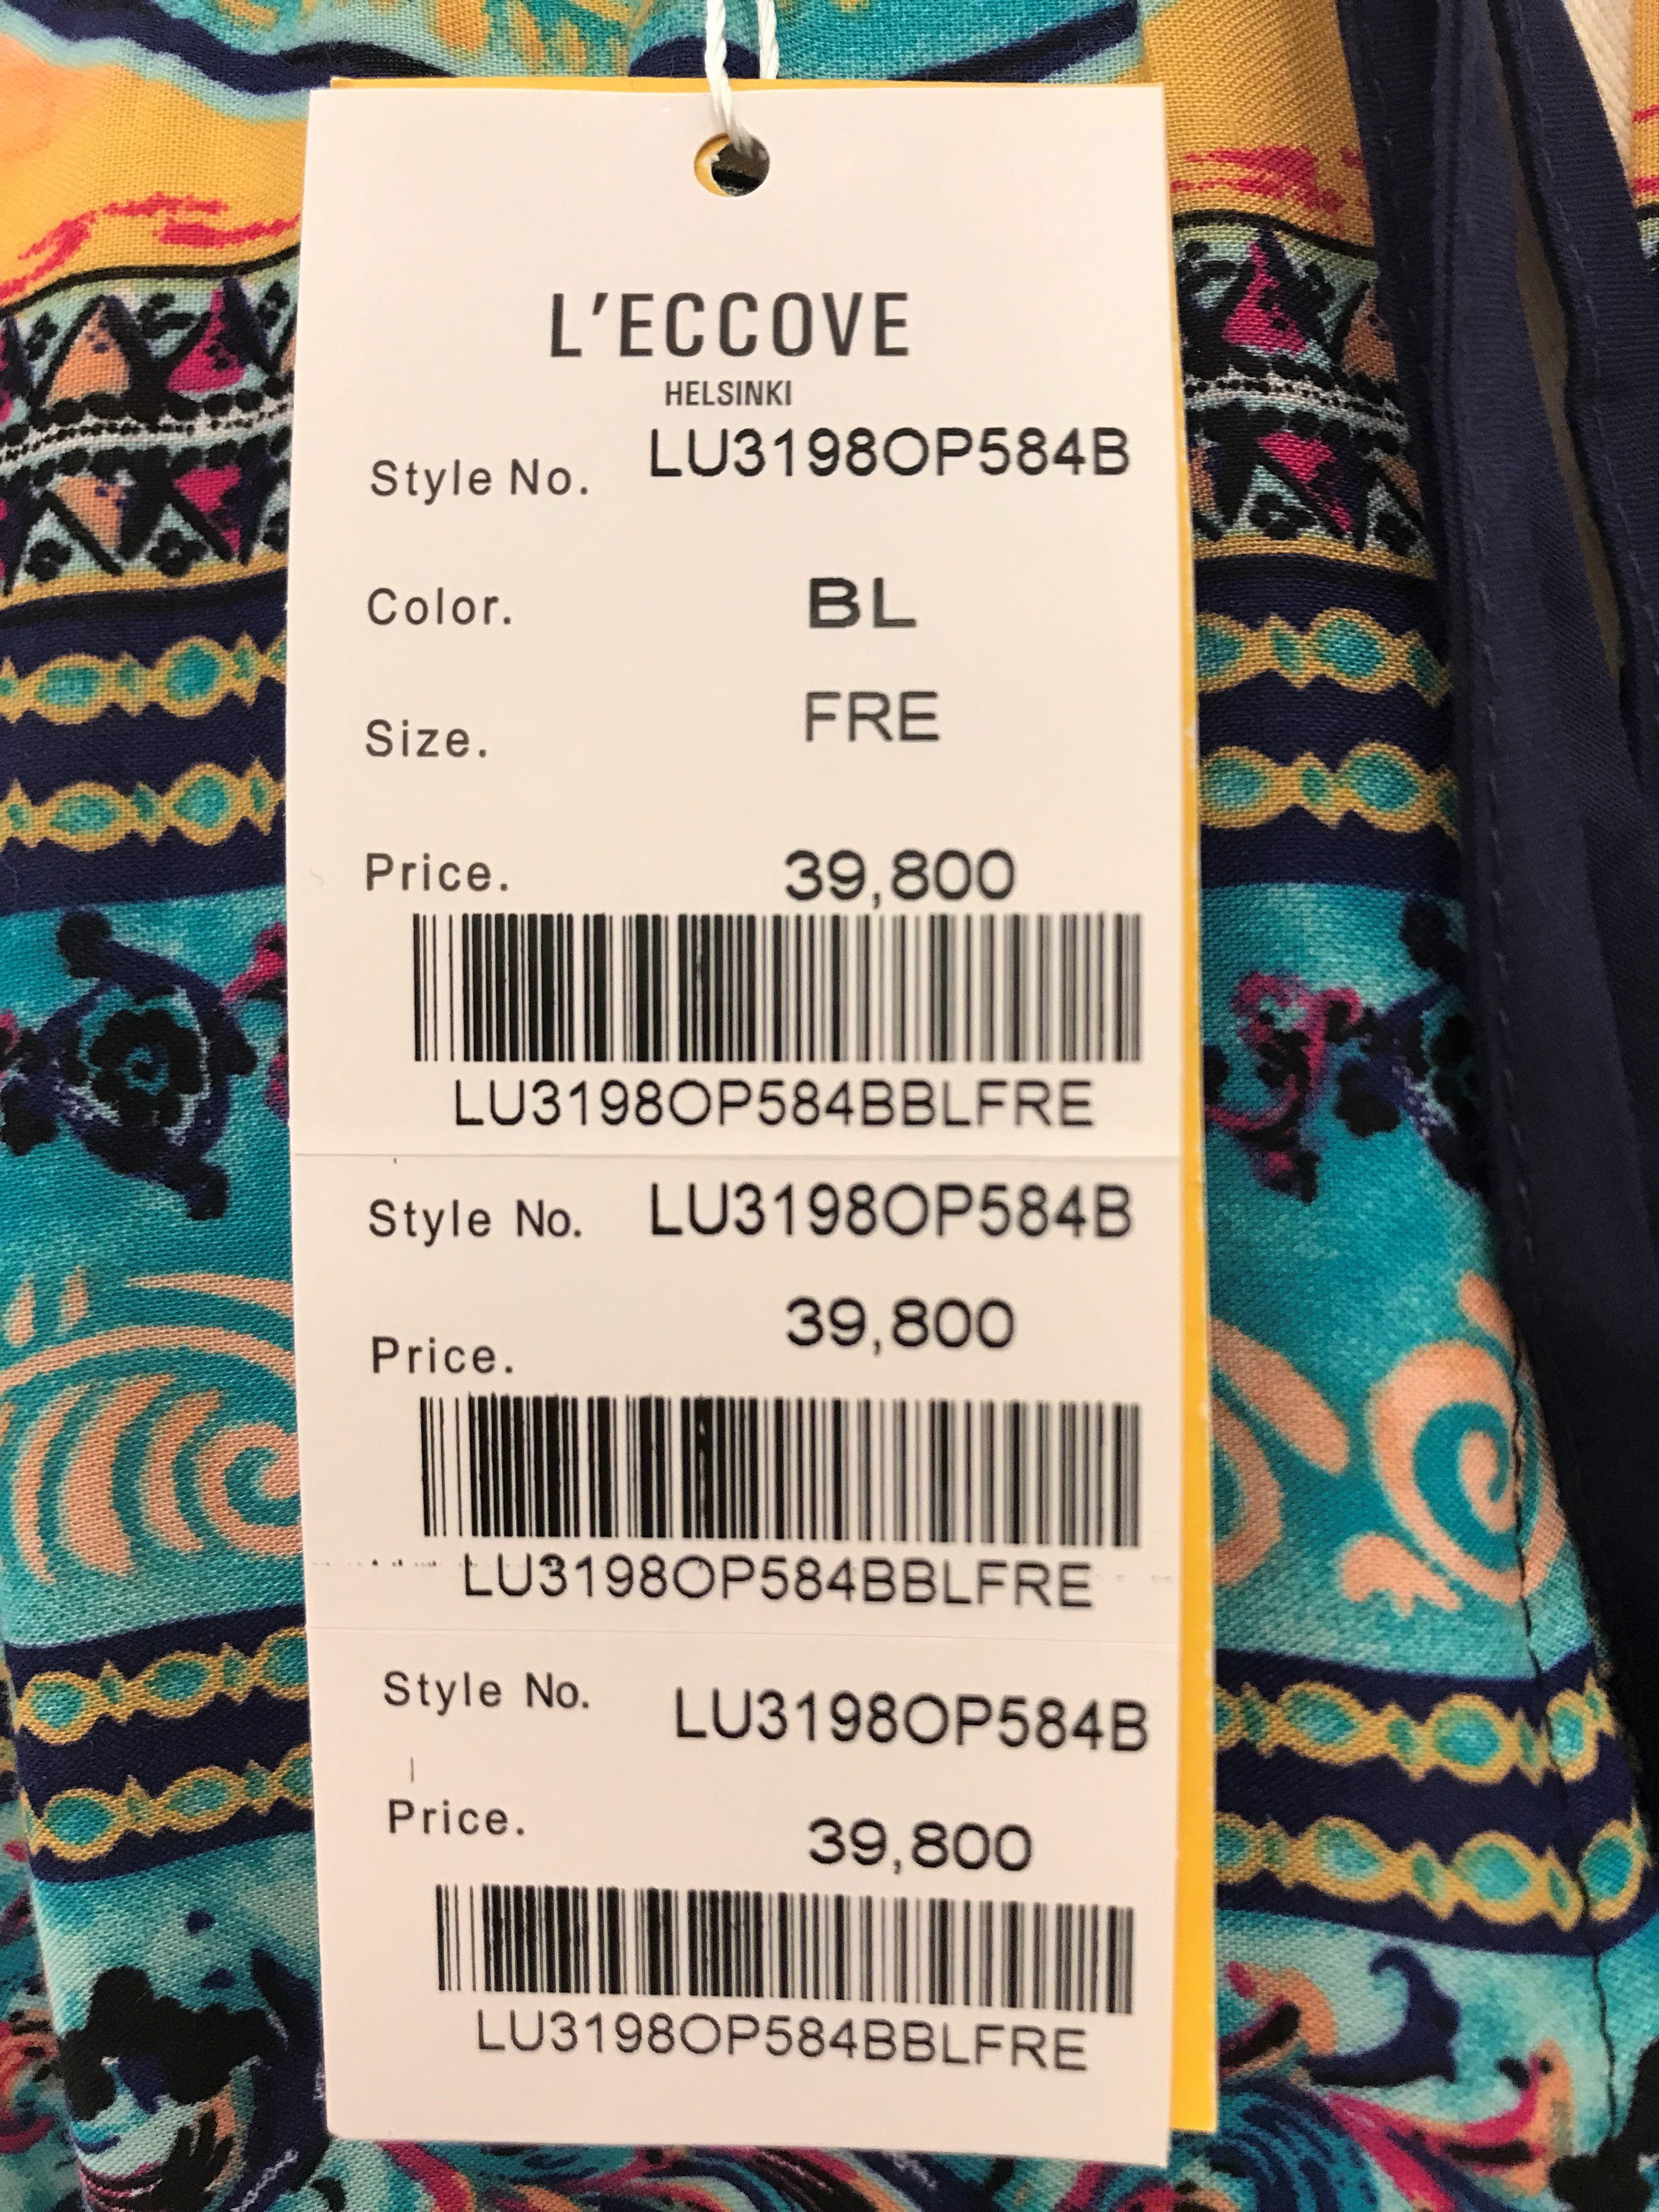 L'ECCOVE
HELSINKI
Style No. LU3198OP584B
Color. BL
Size. FRE
Price. 39,800
LU3198OP584BBLFRE
Style No. LU3198OP584B
Price. 39,800
LU3198OP584BBLFRE
Style No. LU3198OP584B
Price. 39,800
LU3198OP584BBLFRE